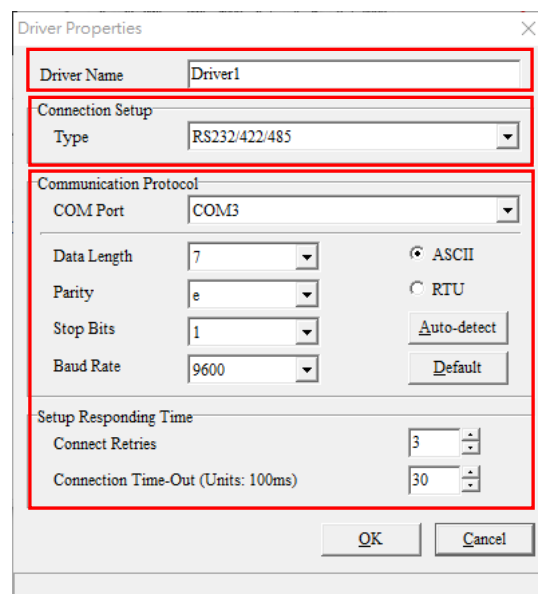 Driver Properties
Driver Name Driver1
Connection Setup
Type RS232/422/485
Communication Protocol
COM Port COM3
Data Length 7 ASCII
Parity e RTU
Stop Bits 1 Auto-detect
Baud Rate 9600 Default
Setup Responding Time
Connect Retries 3
Connection Time-Out (Units: 100ms) 30
OK Cancel